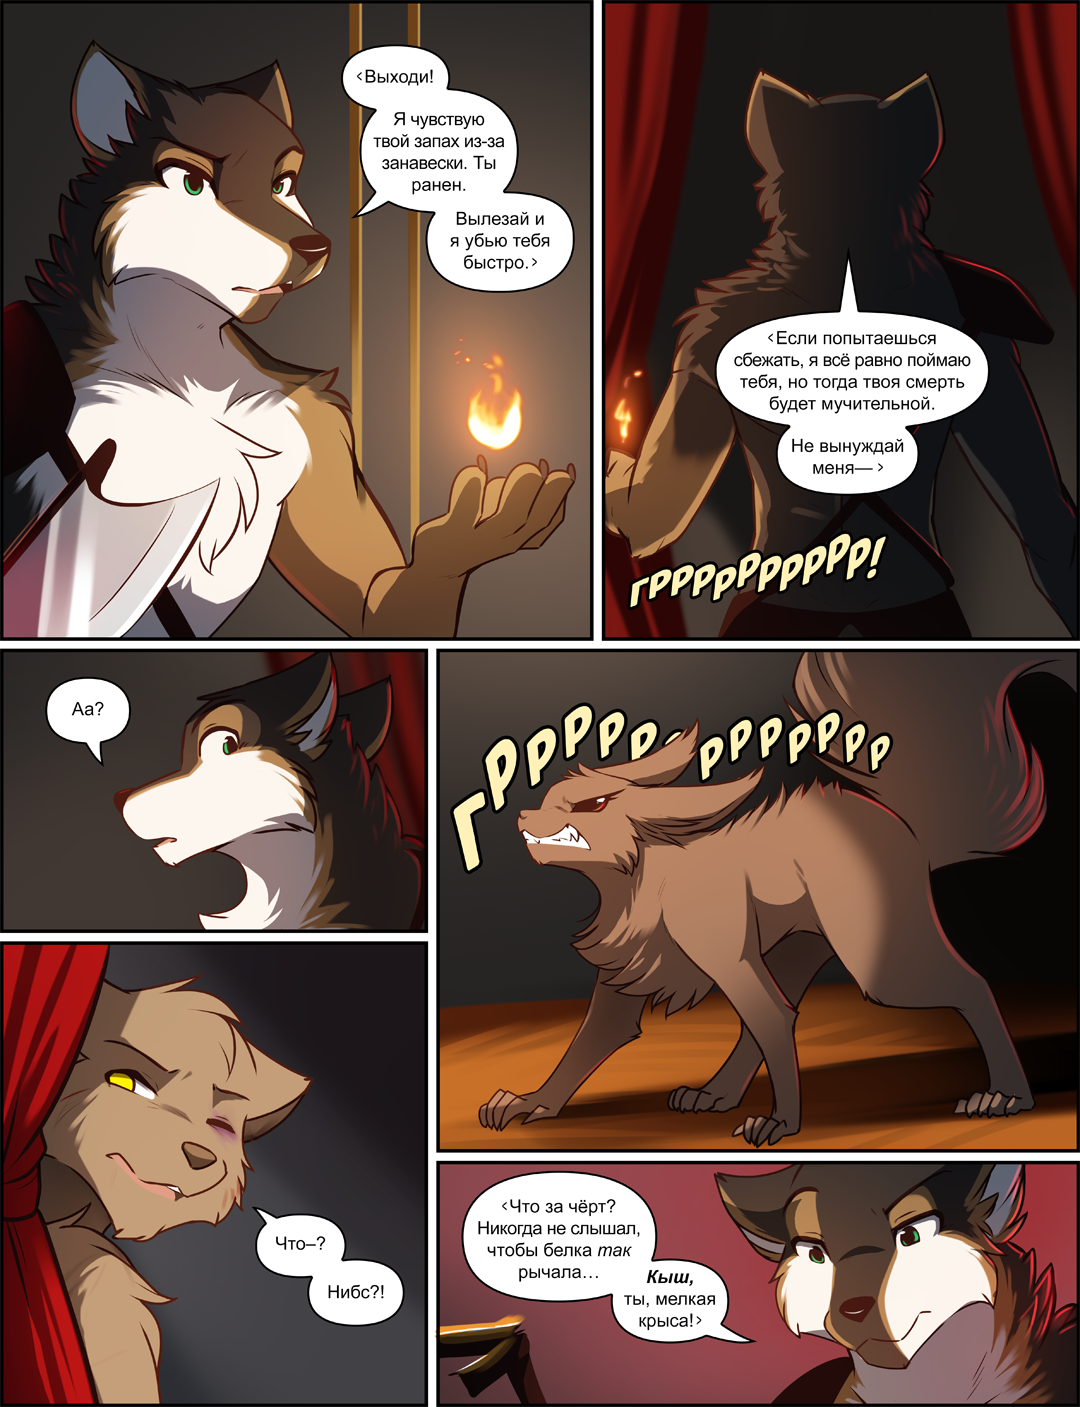 ‹Выходи!
Я чувствую
твой запах из-за
занавески. Ты
ранен.
Вылезай и
я убью тебя
быстро.›
‹Если попытаешься
сбежать, я всё равно поймаю
тебя, но тогда твоя смерть
будет мучительной.
Не вынуждай
меня— ›
ГРРРРРРРРРР!
Аа?
ГРРРРРРРРРРРРР
Что–?
Нибс?!
‹Что за чёрт?
Никогда не слышал,
чтобы белка так
рычала...
Кыш,
ты, мелкая
крыса!›